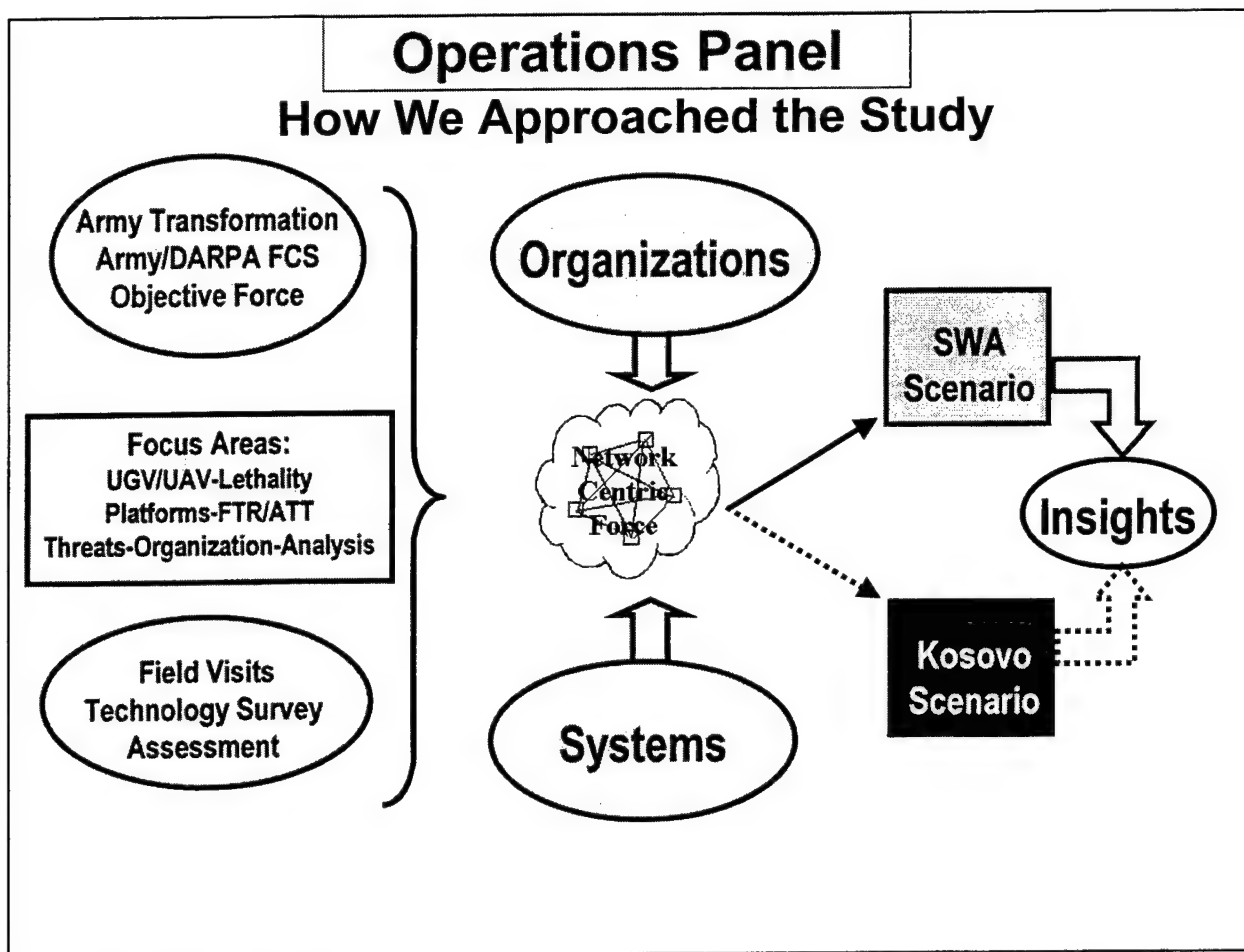 Operations Panel
How We Approached the Study
Army Transformation
Army/DARPA FCS
Objective Force
Focus Areas:
UGV/UAV-Lethality
Platforms-FTR/ATT
Threats-Organization-Analysis
Field Visits
Technology Survey
Assessment
Organizations
Network
Centric
Force
Systems
SWA
Scenario
Kosovo
Scenario
Insights